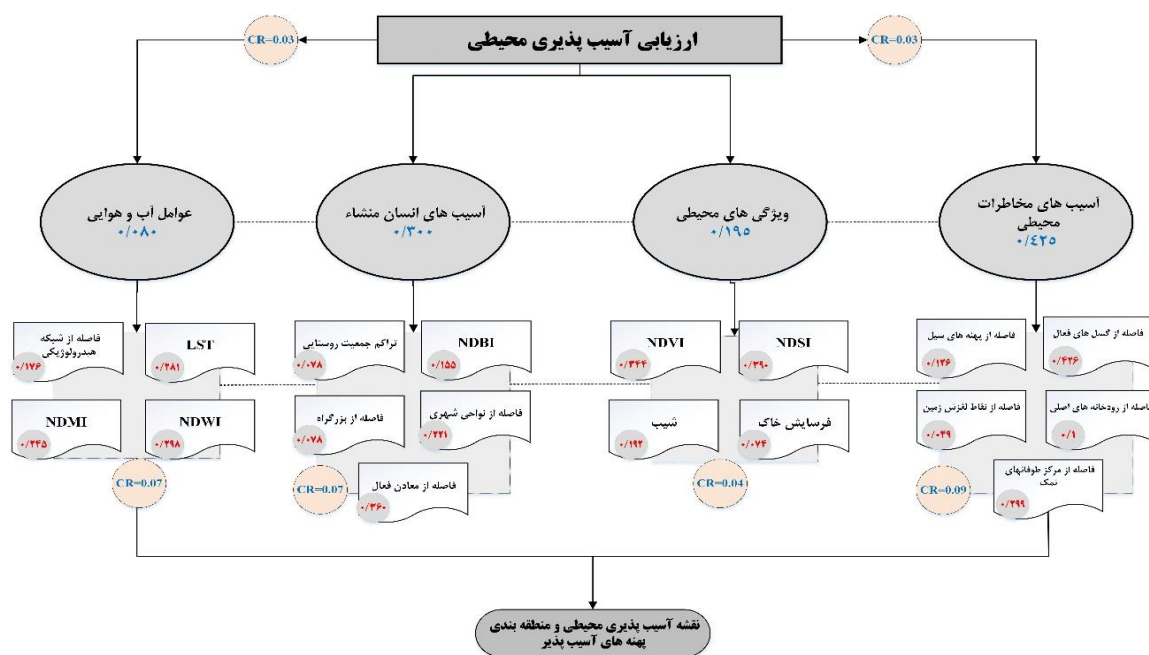 ارزیابی آسیب پذیری محیطی
CR=0.03
CR=0.03
آسیب های مخاطرات
محیطی
۰/٤۲٥
ویژگی های محیطی
۰/۱۹٥
آسیب های انسان منشاء
۰/۳۰۰
عوامل آب و هوایی
۰/۰۸۰
فاصله از گسل های فعال
۰/۴۲۶
فاصله از پهنه های سیل
۰/۱۲۶
فاصله از رودخانه های اصلی
۰/۱
فاصله از نقاط لغزش زمین
۰/۰۴۹
فاصله از مرکز طوفانهای
نمک
۰/۲۹۹
CR=0.09
NDSI
۰/۳۹۰
NDVI
۰/۳۴۴
فرسایش خاک
۰/۰۷۴
شیب
۰/۱۹۲
CR=0.04
NDBI
۰/۱۵۵
تراکم جمعیت روستایی
۰/۰۷۸
فاصله از نواحی شهری
۰/۲۲۱
فاصله از بزرگراه
۰/۰۷۸
فاصله از معادن فعال
۰/۳۶۰
CR=0.07
LST
۰/۲۸۱
فاصله از شبکه
هیدرولوژیکی
۰/۱۷۶
NDWI
۰/۲۹۸
NDMI
۰/۲۴۵
CR=0.07
نقشه آسیب پذیری محیطی و منطقه بندی
پهنه های آسیب پذیر